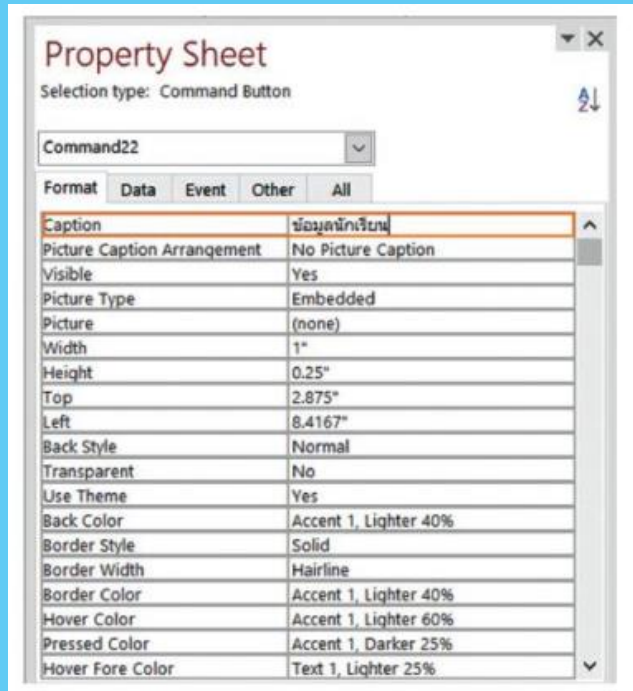 Property Sheet
Selection type: Command Button
Command22
Format Data Event Other All
Caption ข้อมูลนักเรียน
Picture Caption Arrangement No Picture Caption
Visible Yes
Picture Type Embedded
Picture (none)
Width 1"
Height 0.25"
Top 2.875"
Left 8.4167"
Back Style Normal
Transparent No
Use Theme Yes
Back Color Accent 1, Lighter 40%
Border Style Solid
Border Width Hairline
Border Color Accent 1, Lighter 40%
Hover Color Accent 1, Lighter 60%
Pressed Color Accent 1, Darker 25%
Hover Fore Color Text 1, Lighter 25%